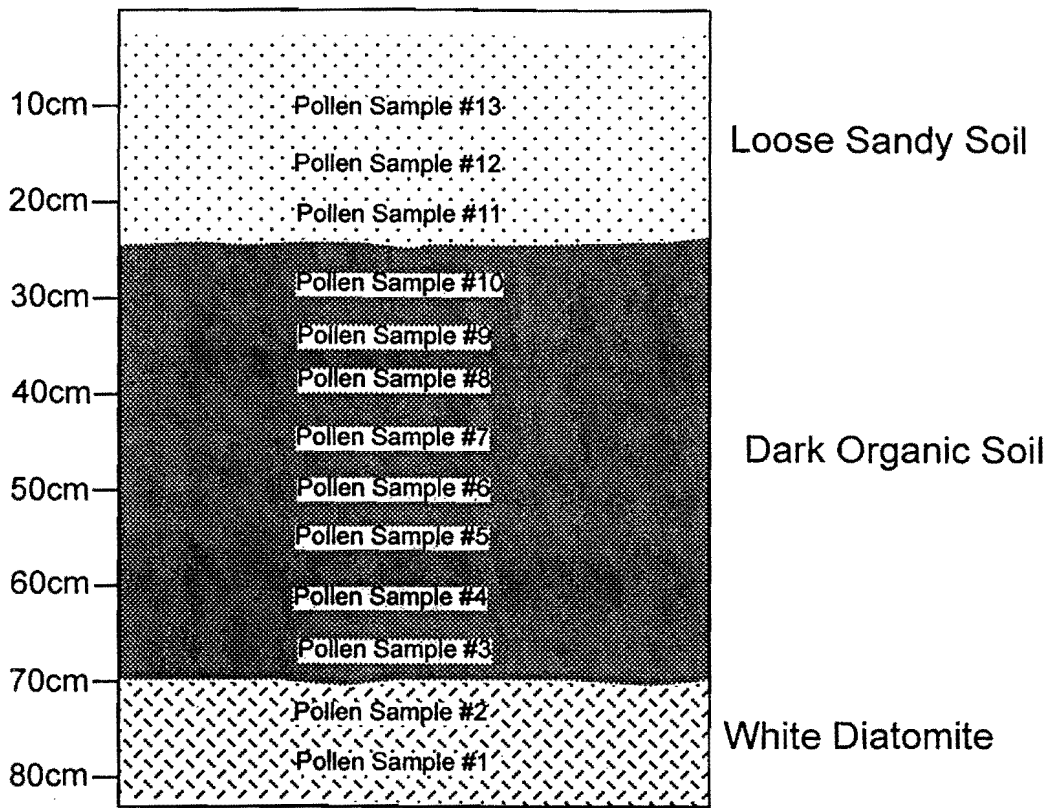 10cm
Pollen Sample #13
Loose Sandy Soil
Pollen Sample #12
20cm
Pollen Sample #11
Pollen Sample #10
30cm
Pollen Sample #9
Pollen Sample #8
40cm
Pollen Sample #7
Dark Organic Soil
50cm
Pollen Sample #6
Pollen Sample #5
60cm
Pollen Sample #4
Pollen Sample #3
70cm
Pollen Sample #2
White Diatomite
Pollen Sample #1
80cm